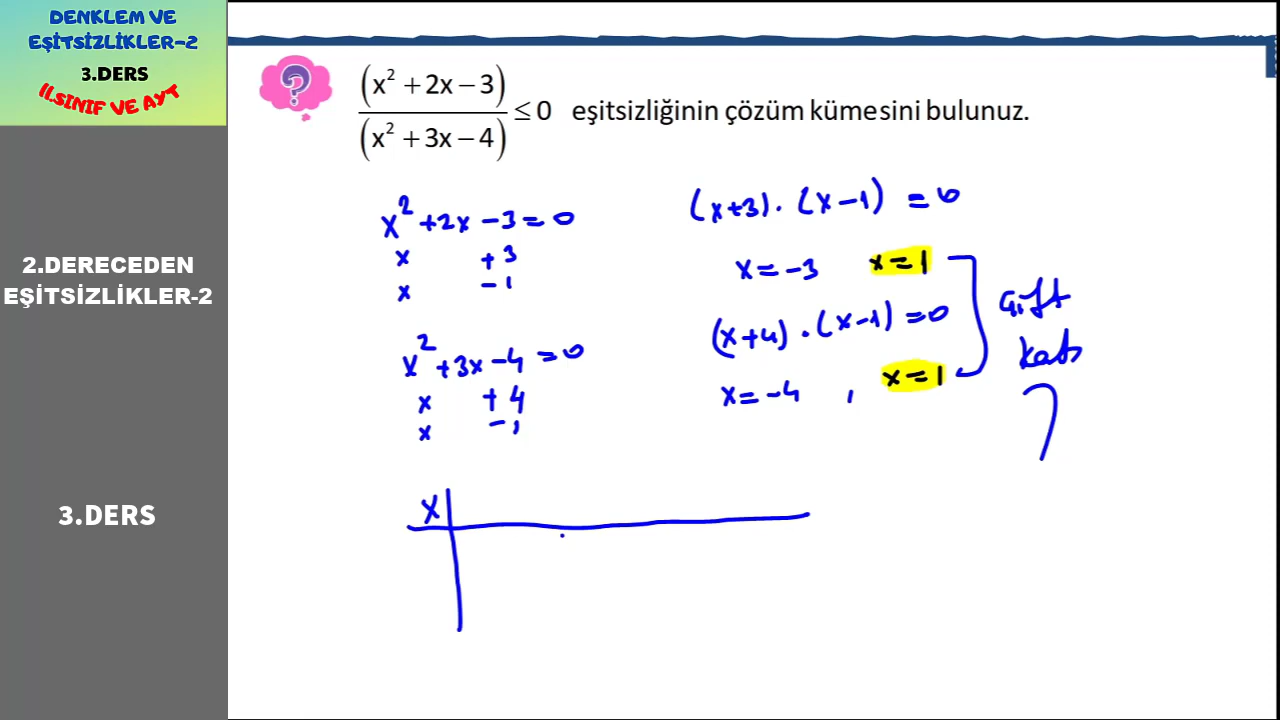 DENKLEM VE
EŞİTSİZLİKLER-2
3.DERS
11.SINIF VE AYT
2.DERECEDEN
EŞİTSİZLİKLER-2
3.DERS
?
(x² + 2x − 3)
(x² + 3x − 4) ≤ 0 eşitsizliğinin çözüm kümesini bulunuz.
x² + 2x − 3 = 0
x + 3
x − 1
(x+3) . (x−1) = 0
x = −3 x = 1
x² + 3x − 4 = 0
x + 4
x − 1
(x+4) . (x−1) = 0
x = −4 , x = 1
çift
katlı
x